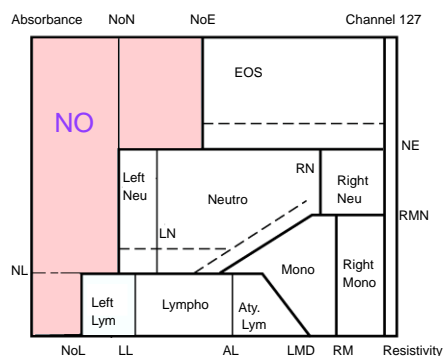 Absorbance NoN NoE Channel 127
EOS
NO
NE
Left
Neu
RN
Right
Neu
Neutro
RMN
LN
NL
Mono
Right
Mono
Left
Lym
Lympho
Aty.
Lym
NoL LL AL LMD RM Resistivity